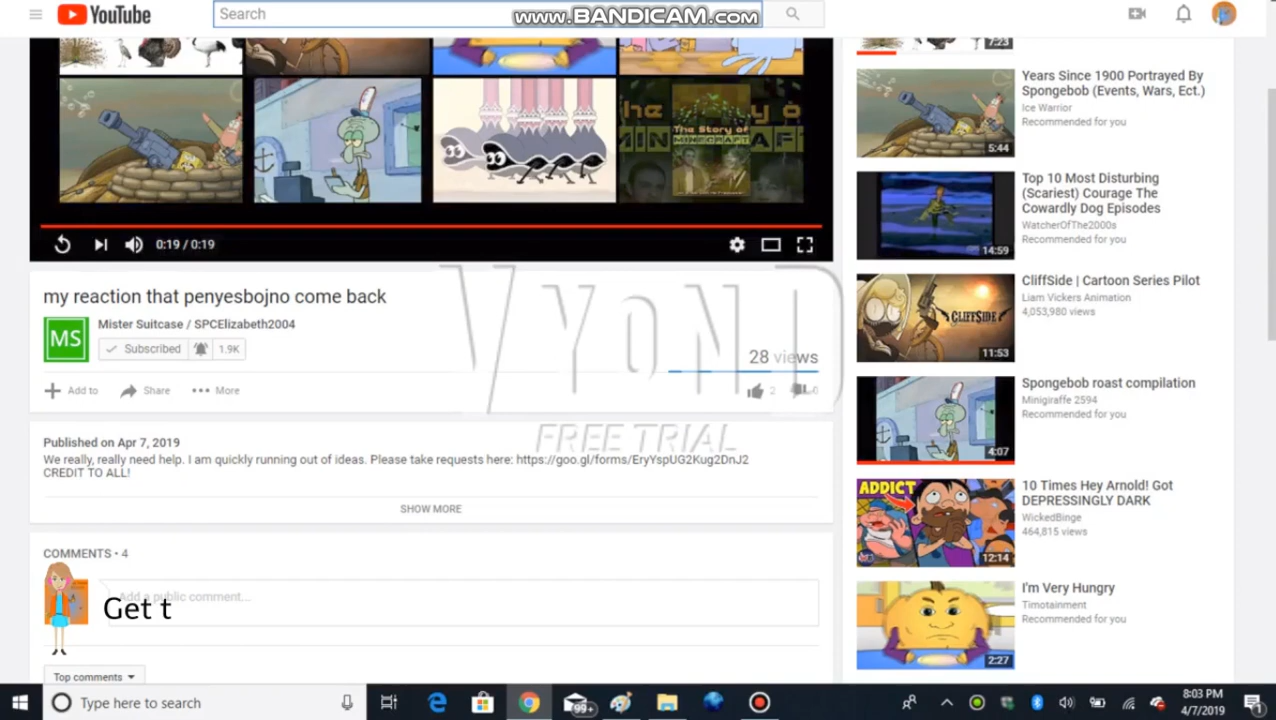 YouTube
Search
www.BANDICAM.com
The Story of
MINECRAFT
7:23
5:44
Years Since 1900 Portrayed By
Spongebob (Events, Wars, Ect.)
Ice Warrior
Recommended for you
14:59
Top 10 Most Disturbing
(Scariest) Courage The
Cowardly Dog Episodes
WatcherOfThe2000s
Recommended for you
CLIFFSIDE
11:53
CliffSide | Cartoon Series Pilot
Liam Vickers Animation
4,053,980 views
4:07
Spongebob roast compilation
Minigiraffe 2594
Recommended for you
ADDICT
12:14
10 Times Hey Arnold! Got
DEPRESSINGLY DARK
WickedBinge
464,815 views
2:27
I'm Very Hungry
Timotainment
Recommended for you
0:19 / 0:19
my reaction that penyesbojno come back
MS
Mister Suitcase / SPCElizabeth2004
Subscribed 1.9K
28 views
Add to Share More
2 0
VYOND
FREE TRIAL
Published on Apr 7, 2019
We really, really need help. I am quickly running out of ideas. Please take requests here: https://goo.gl/forms/EryYspUG2Kug2DnJ2
CREDIT TO ALL!
SHOW MORE
COMMENTS • 4
Add a public comment...
Get t
Top comments
Type here to search
99+
8:03 PM
4/7/2019
1